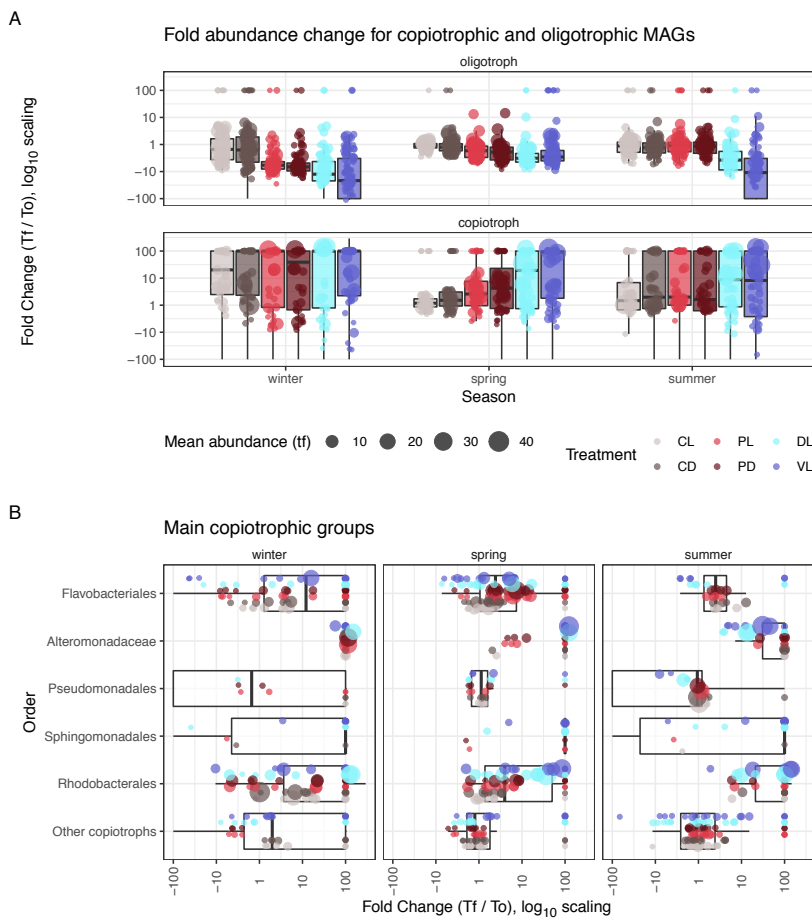 A
Fold abundance change for copiotrophic and oligotrophic MAGs
oligotroph
100
1
−10
−100
copiotroph
100
10
1
−10
−100
Fold Change (Tf / To), log10 scaling
winter spring summer
Season
Mean abundance (tf) 10 20 30 40
Treatment
CL PL DL
CD PD VL
B
Main copiotrophic groups
winter spring summer
Order
Flavobacteriales
Alteromonadaceae
Pseudomonadales
Sphingomonadales
Rhodobacterales
Other copiotrophs
-100 -10 1 10 100 -100 -10 1 10 100 -100 -10 1 10 100
Fold Change (Tf / To), log10 scaling